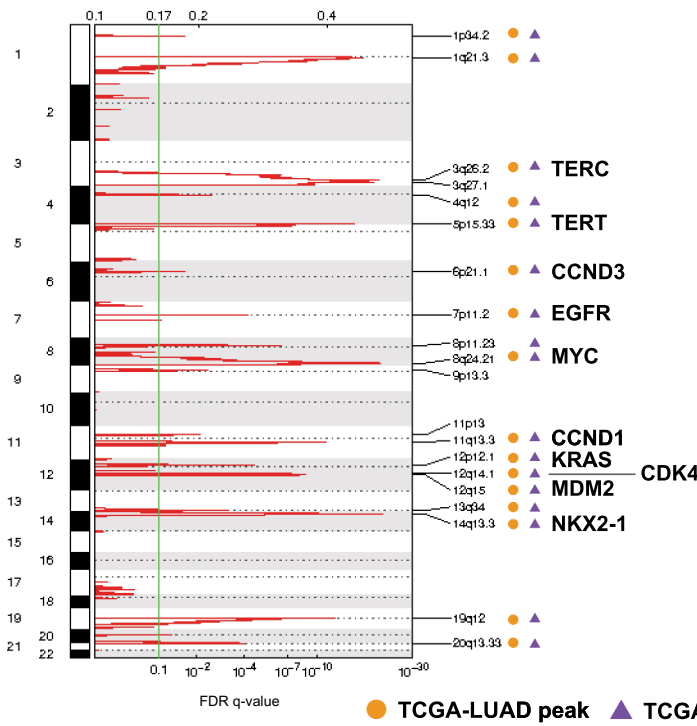 0.1 0.17 0.2 0.4
1
2
3
4
5
6
7
8
9
10
11
12
13
14
15
16
17
18
19
20
21
22
1p34.2
1q21.3
3q26.2 TERC
3q27.1
4q12
5p15.33 TERT
6p21.1 CCND3
7p11.2 EGFR
8p11.23
8q24.21 MYC
9p13.3
11p13
11q13.3 CCND1
12p12.1 KRAS
12q14.1 CDK4
12q15 MDM2
13q34
14q13.3 NKX2-1
19q12
20q13.33
0.1 10-2 10-4 10-7 10-10 10-30
FDR q-value
TCGA-LUAD peak TCGA